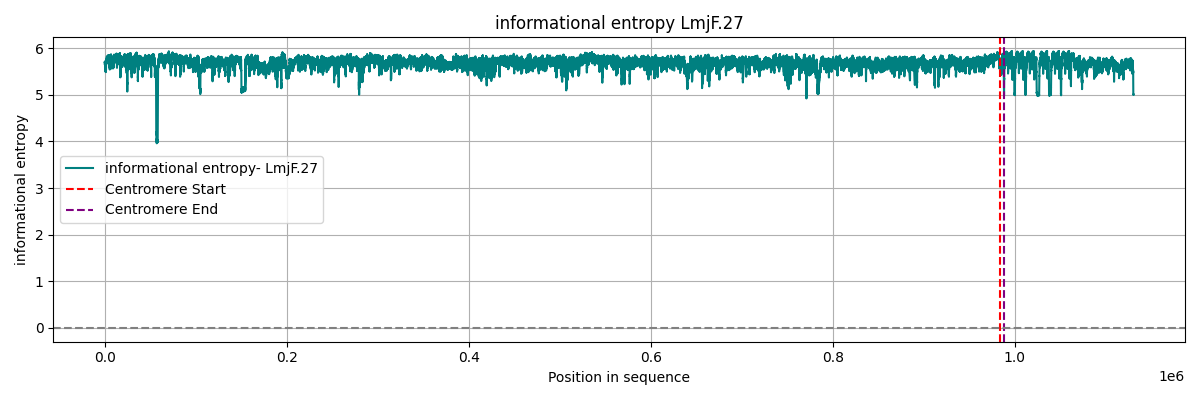 informational entropy LmjF.27
informational entropy
6
5
4
3
2
1
0
informational entropy- LmjF.27
Centromere Start
Centromere End
0.0 0.2 0.4 0.6 0.8 1.0
1e6
Position in sequence